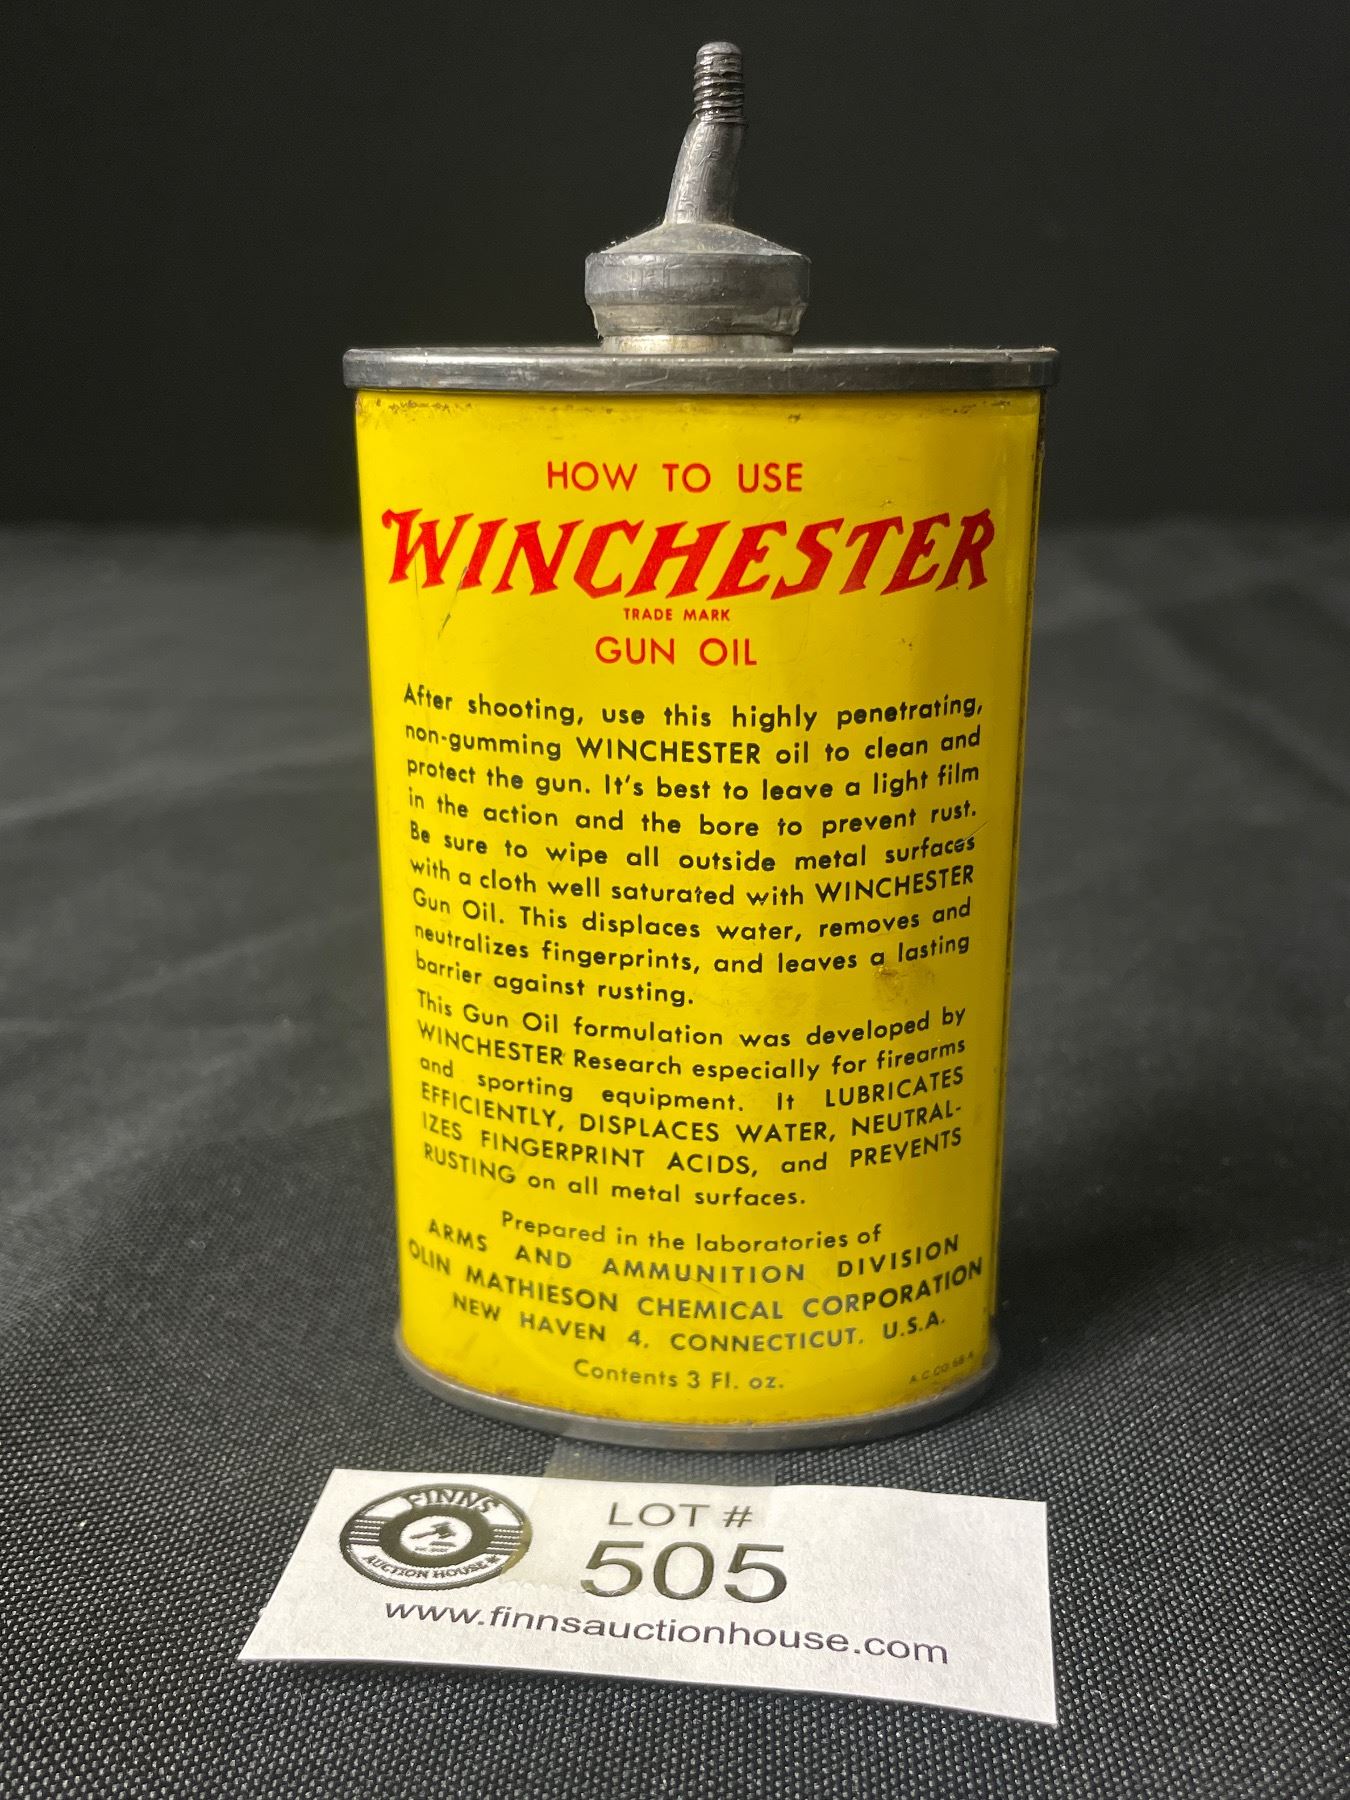 HOW TO USE
WINCHESTER
TRADE MARK
GUN OIL
After shooting, use this highly penetrating,
non-gumming WINCHESTER oil to clean and
protect the gun. It's best to leave a light film
in the action and the bore to prevent rust.
Be sure to wipe all outside metal surfaces
with a cloth well saturated with WINCHESTER
Gun Oil. This displaces water, removes and
neutralizes fingerprints, and leaves a lasting
barrier against rusting.
This Gun Oil formulation was developed by
WINCHESTER Research especially for firearms
and sporting equipment. It LUBRICATES
EFFICIENTLY, DISPLACES WATER, NEUTRAL-
IZES FINGERPRINT ACIDS, and PREVENTS
RUSTING on all metal surfaces.
Prepared in the laboratories of
ARMS AND AMMUNITION DIVISION
OLIN MATHIESON CHEMICAL CORPORATION
NEW HAVEN 4, CONNECTICUT, U.S.A.
Contents 3 Fl. oz.
A.C.CO. 68 A
FINNS
AUCTION HOUSE
LOT #
505
www.finnsauctionhouse.com